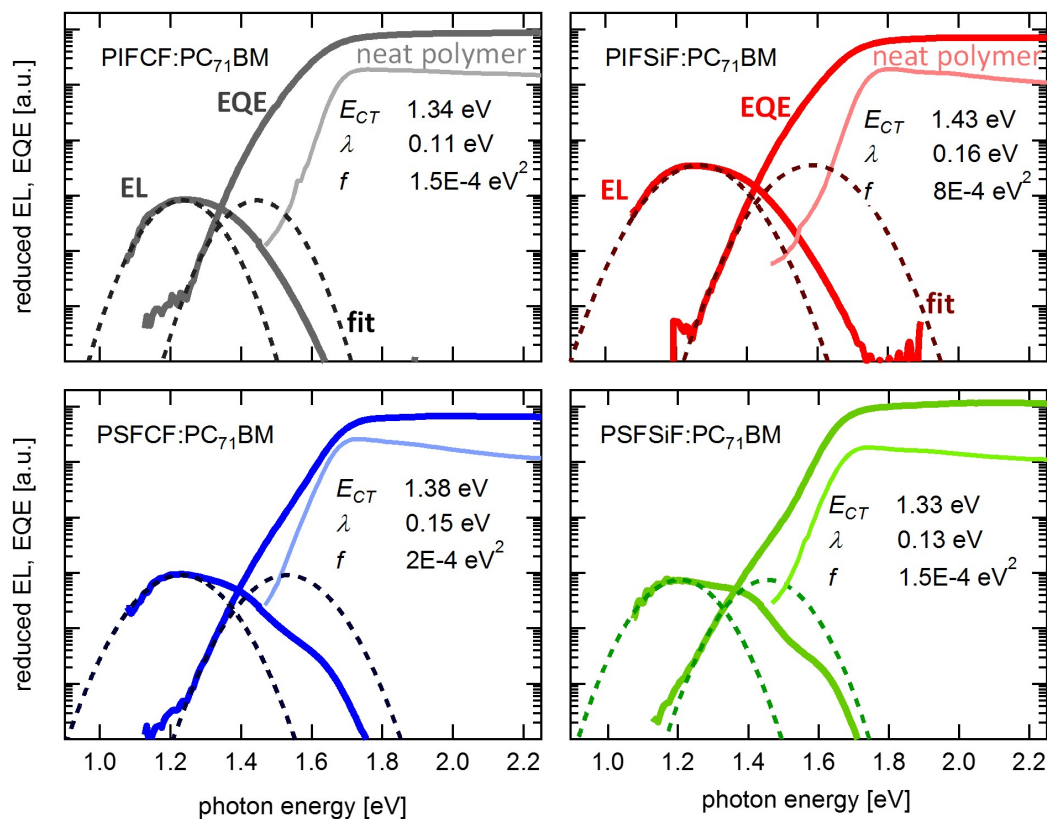 reduced EL, EQE [a.u.]
PIFCF:PC₇₁BM
neat polymer
EQE
E_CT 1.34 eV
λ 0.11 eV
f 1.5E-4 eV²
EL
fit
PIFSiF:PC₇₁BM
neat polymer
EQE
E_CT 1.43 eV
λ 0.16 eV
f 8E-4 eV²
EL
fit
reduced EL, EQE [a.u.]
PSFCF:PC₇₁BM
E_CT 1.38 eV
λ 0.15 eV
f 2E-4 eV²
1.0 1.2 1.4 1.6 1.8 2.0 2.2
photon energy [eV]
PSFSiF:PC₇₁BM
E_CT 1.33 eV
λ 0.13 eV
f 1.5E-4 eV²
1.0 1.2 1.4 1.6 1.8 2.0 2.2
photon energy [eV]